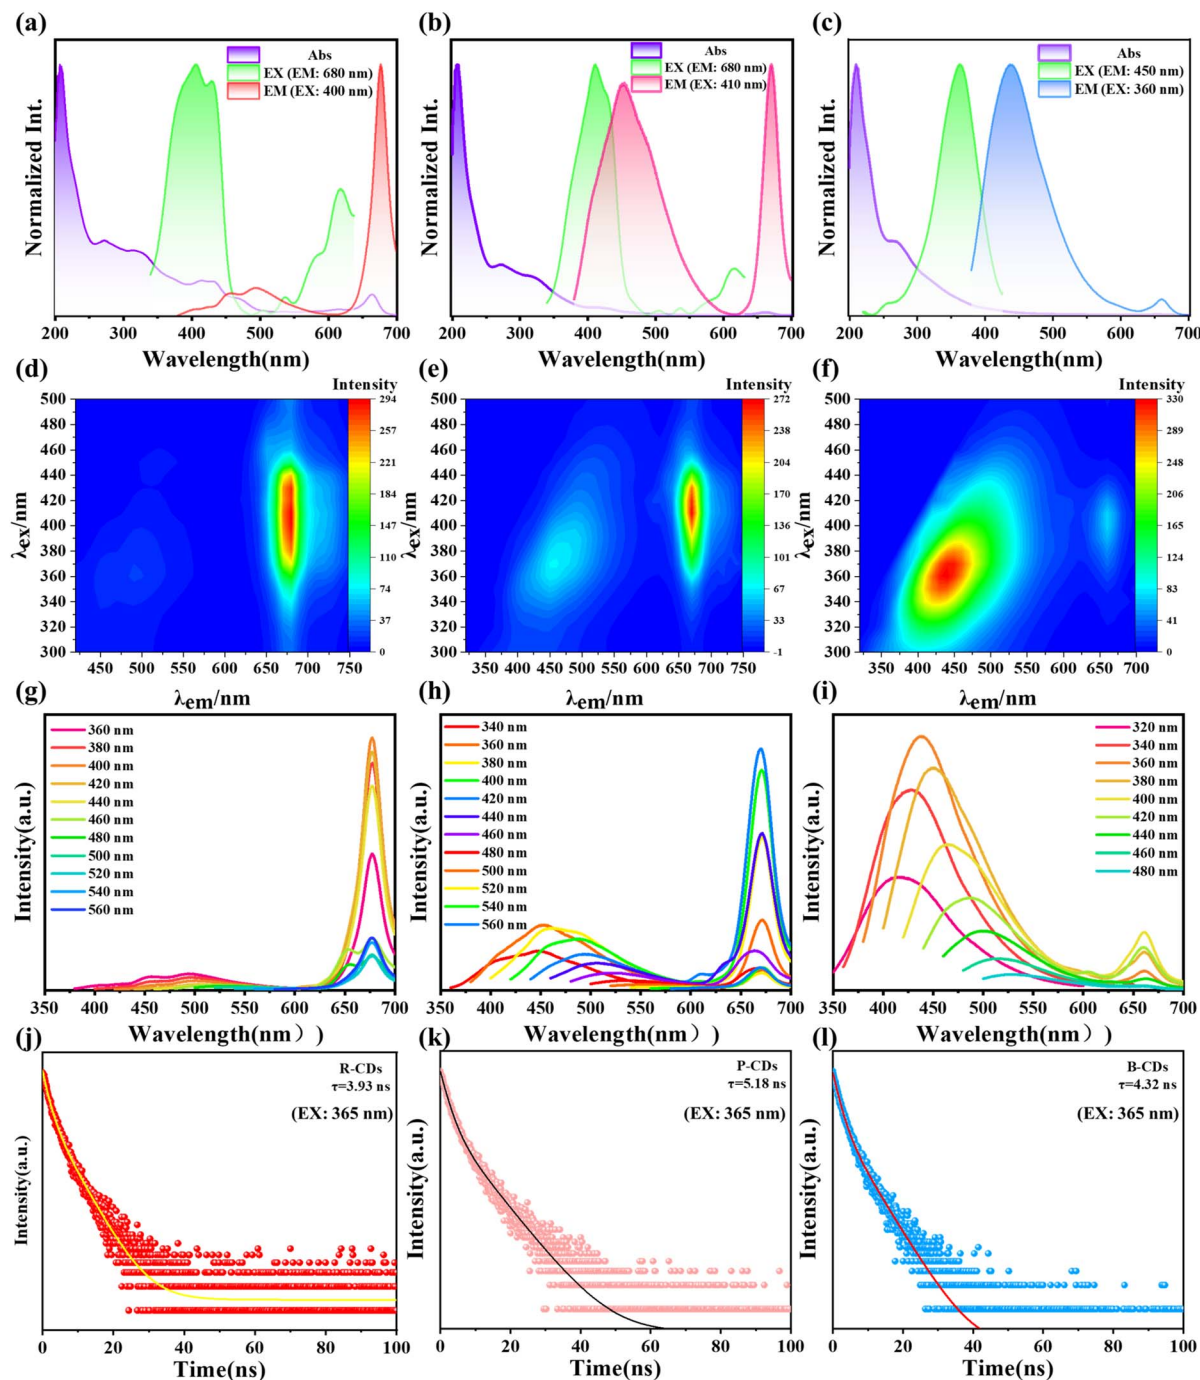 (a)
Abs
EX (EM: 680 nm)
EM (EX: 400 nm)
Normalized Int.
200 300 400 500 600 700
Wavelength(nm)
(b)
Abs
EX (EM: 680 nm)
EM (EX: 410 nm)
Normalized Int.
200 300 400 500 600 700
Wavelength(nm)
(c)
Abs
EX (EM: 450 nm)
EM (EX: 360 nm)
Normalized Int.
200 300 400 500 600 700
Wavelength(nm)
(d)
Intensity
500
480
460
440
420
400
380
360
340
320
300
λex/nm
294
257
221
184
147
110
74
37
0
450 500 550 600 650 700 750
λem/nm
(e)
Intensity
500
480
460
440
420
400
380
360
340
320
300
λex/nm
272
238
204
170
136
101
67
33
-1
350 400 450 500 550 600 650 700 750
λem/nm
(f)
Intensity
500
480
460
440
420
400
380
360
340
320
300
λex/nm
330
289
248
206
165
124
83
41
0
350 400 450 500 550 600 650 700
λem/nm
(g)
360 nm
380 nm
400 nm
420 nm
440 nm
460 nm
480 nm
500 nm
520 nm
540 nm
560 nm
Intensity(a.u.)
350 400 450 500 550 600 650 700
Wavelength(nm）)
(h)
340 nm
360 nm
380 nm
400 nm
420 nm
440 nm
460 nm
480 nm
500 nm
520 nm
540 nm
560 nm
Intensity(a.u.)
350 400 450 500 550 600 650 700
Wavelength(nm）)
(i)
320 nm
340 nm
360 nm
380 nm
400 nm
420 nm
440 nm
460 nm
480 nm
Intensity(a.u.)
350 400 450 500 550 600 650 700
Wavelength(nm）)
(j)
R-CDs
τ=3.93 ns
(EX: 365 nm)
Intensity(a.u.)
0 20 40 60 80 100
Time(ns)
(k)
P-CDs
τ=5.18 ns
(EX: 365 nm)
Intensity(a.u.)
0 20 40 60 80 100
Time(ns)
(l)
B-CDs
τ=4.32 ns
(EX: 365 nm)
Intensity(a.u.)
0 20 40 60 80 100
Time(ns)